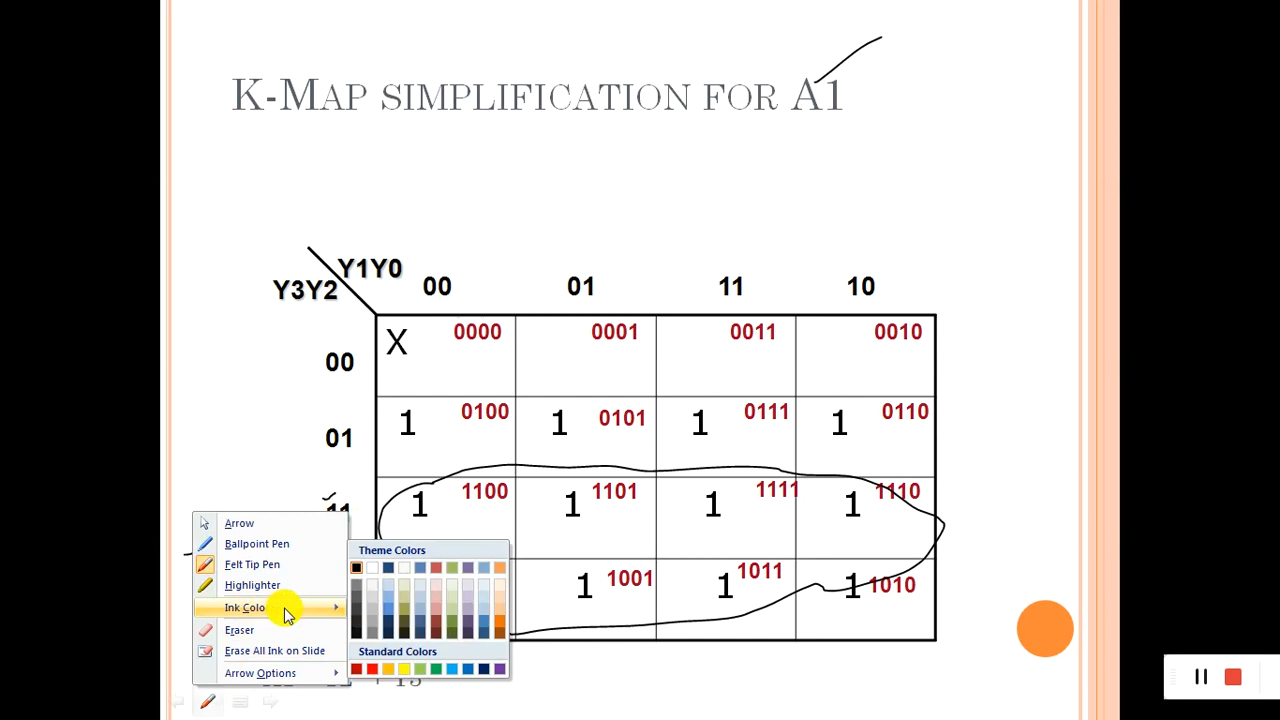 K-MAP SIMPLIFICATION FOR A1
Y1Y0
Y3Y2
00 01 11 10
00 X 0000 0001 0011 0010
01 1 0100 1 0101 1 0111 1 0110
11 1 1100 1 1101 1 1111 1 1110
1 1001 1 1011 1 1010
Arrow
Ballpoint Pen
Felt Tip Pen
Highlighter
Ink Colo
Eraser
Erase All Ink on Slide
Arrow Options
Theme Colors
Standard Colors